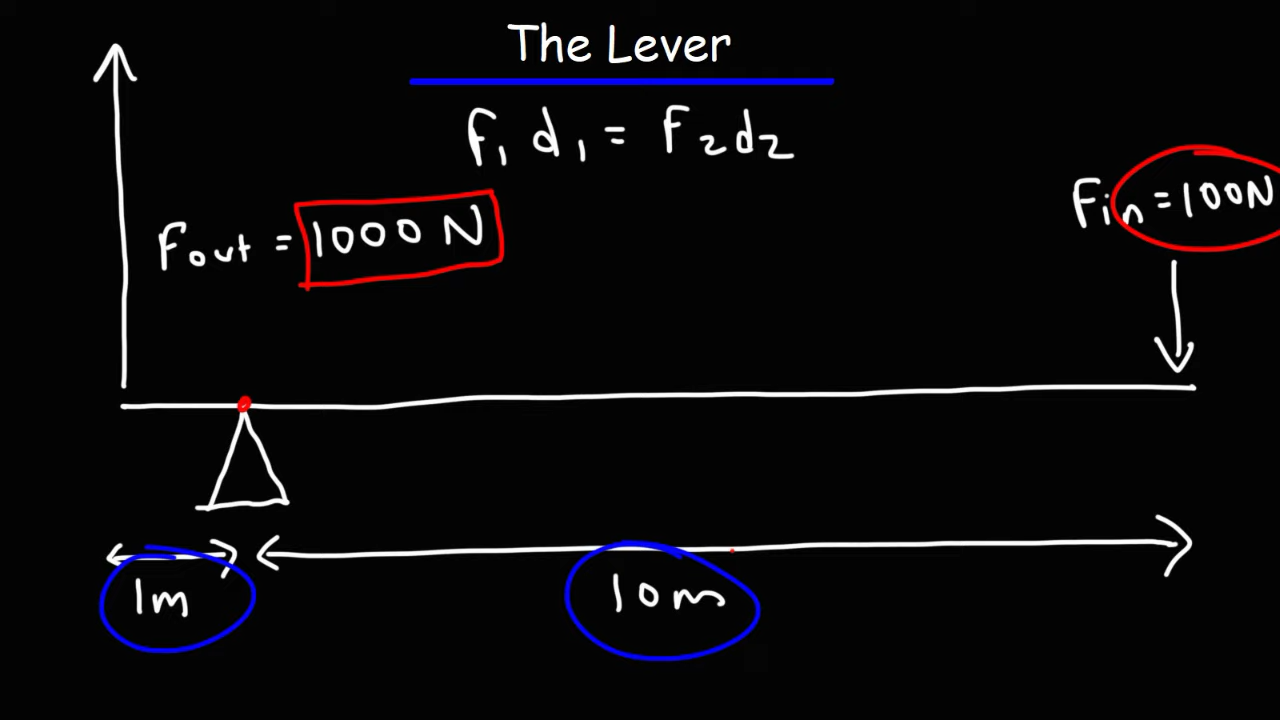 The Lever
F₁ d₁ = F₂ d₂
Fin = 100N
Fout = 1000 N
1m
10m